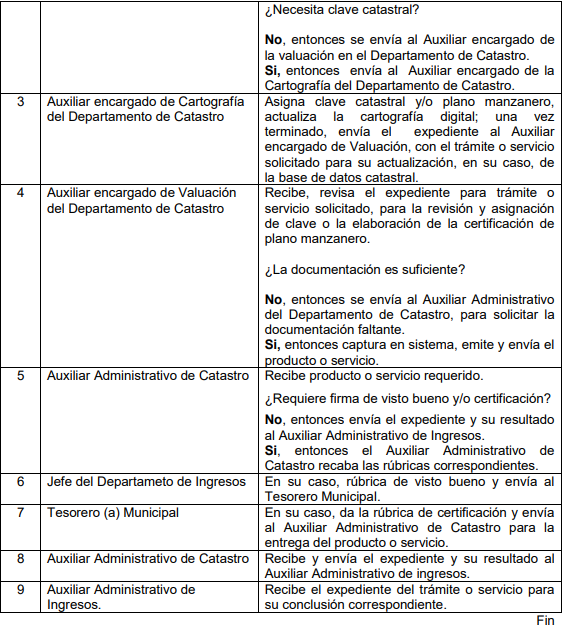 ¿Necesita clave catastral?
No, entonces se envía al Auxiliar encargado de
la valuación en el Departamento de Catastro.
Si, entonces envía al Auxiliar encargado de la
Cartografía del Departamento de Catastro.
3
Auxiliar encargado de Cartografía
del Departamento de Catastro
Asigna clave catastral y/o plano manzanero,
actualiza la cartografía digital; una vez
terminado, envía el expediente al Auxiliar
encargado de Valuación, con el trámite o servicio
solicitado para su actualización, en su caso, de
la base de datos catastral.
4
Auxiliar encargado de Valuación
del Departamento de Catastro
Recibe, revisa el expediente para trámite o
servicio solicitado, para la revisión y asignación
de clave o la elaboración de la certificación de
plano manzanero.
¿La documentación es suficiente?
No, entonces se envía al Auxiliar Administrativo
del Departamento de Catastro, para solicitar la
documentación faltante.
Si, entonces captura en sistema, emite y envía el
producto o servicio.
5
Auxiliar Administrativo de Catastro
Recibe producto o servicio requerido.
¿Requiere firma de visto bueno y/o certificación?
No, entonces envía el expediente y su resultado
al Auxiliar Administrativo de Ingresos.
Si, entonces el Auxiliar Administrativo de
Catastro recaba las rúbricas correspondientes.
6
Jefe del Departameto de Ingresos
En su caso, rúbrica de visto bueno y envía al
Tesorero Municipal.
7
Tesorero (a) Municipal
En su caso, da la rúbrica de certificación y envía
al Auxiliar Administrativo de Catastro para la
entrega del producto o servicio.
8
Auxiliar Administrativo de Catastro
Recibe y envía el expediente y su resultado al
Auxiliar Administrativo de ingresos.
9
Auxiliar Administrativo de
Ingresos.
Recibe el expediente del trámite o servicio para
su conclusión correspondiente.
Fin